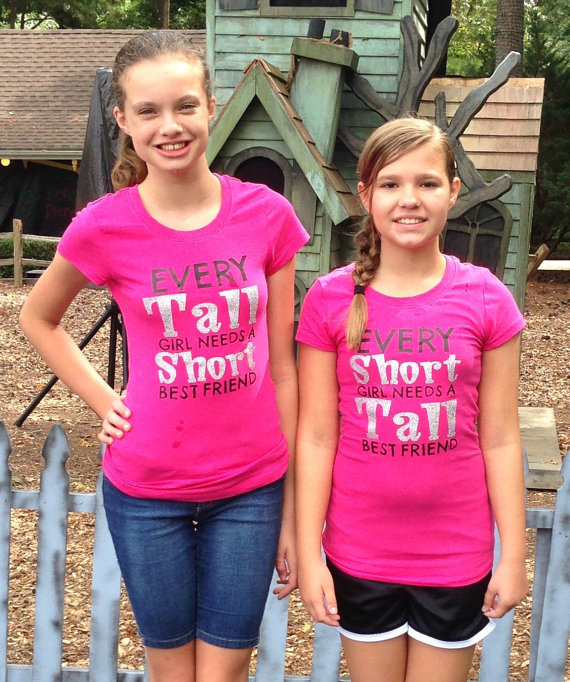 EVERY
Tall
GIRL NEEDS A
Short
BEST FRIEND
EVERY
Short
GIRL NEEDS A
Tall
BEST FRIEND